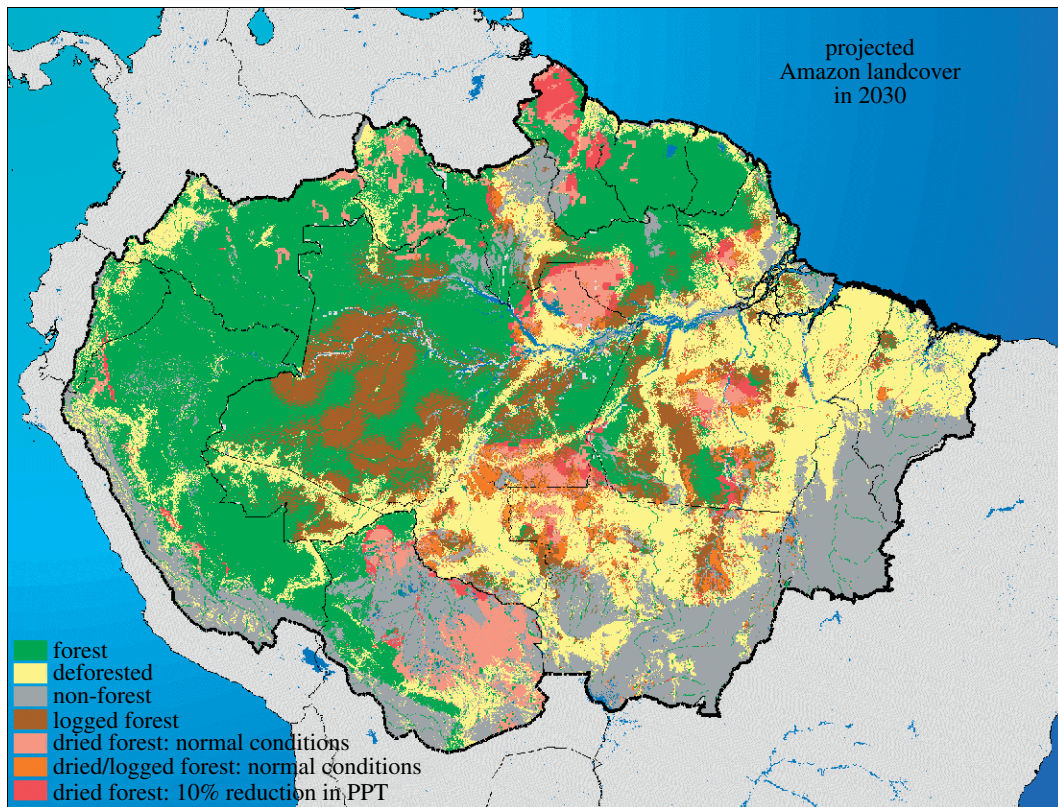 projected
Amazon landcover
in 2030
forest
deforested
non-forest
logged forest
dried forest: normal conditions
dried/logged forest: normal conditions
dried forest: 10% reduction in PPT